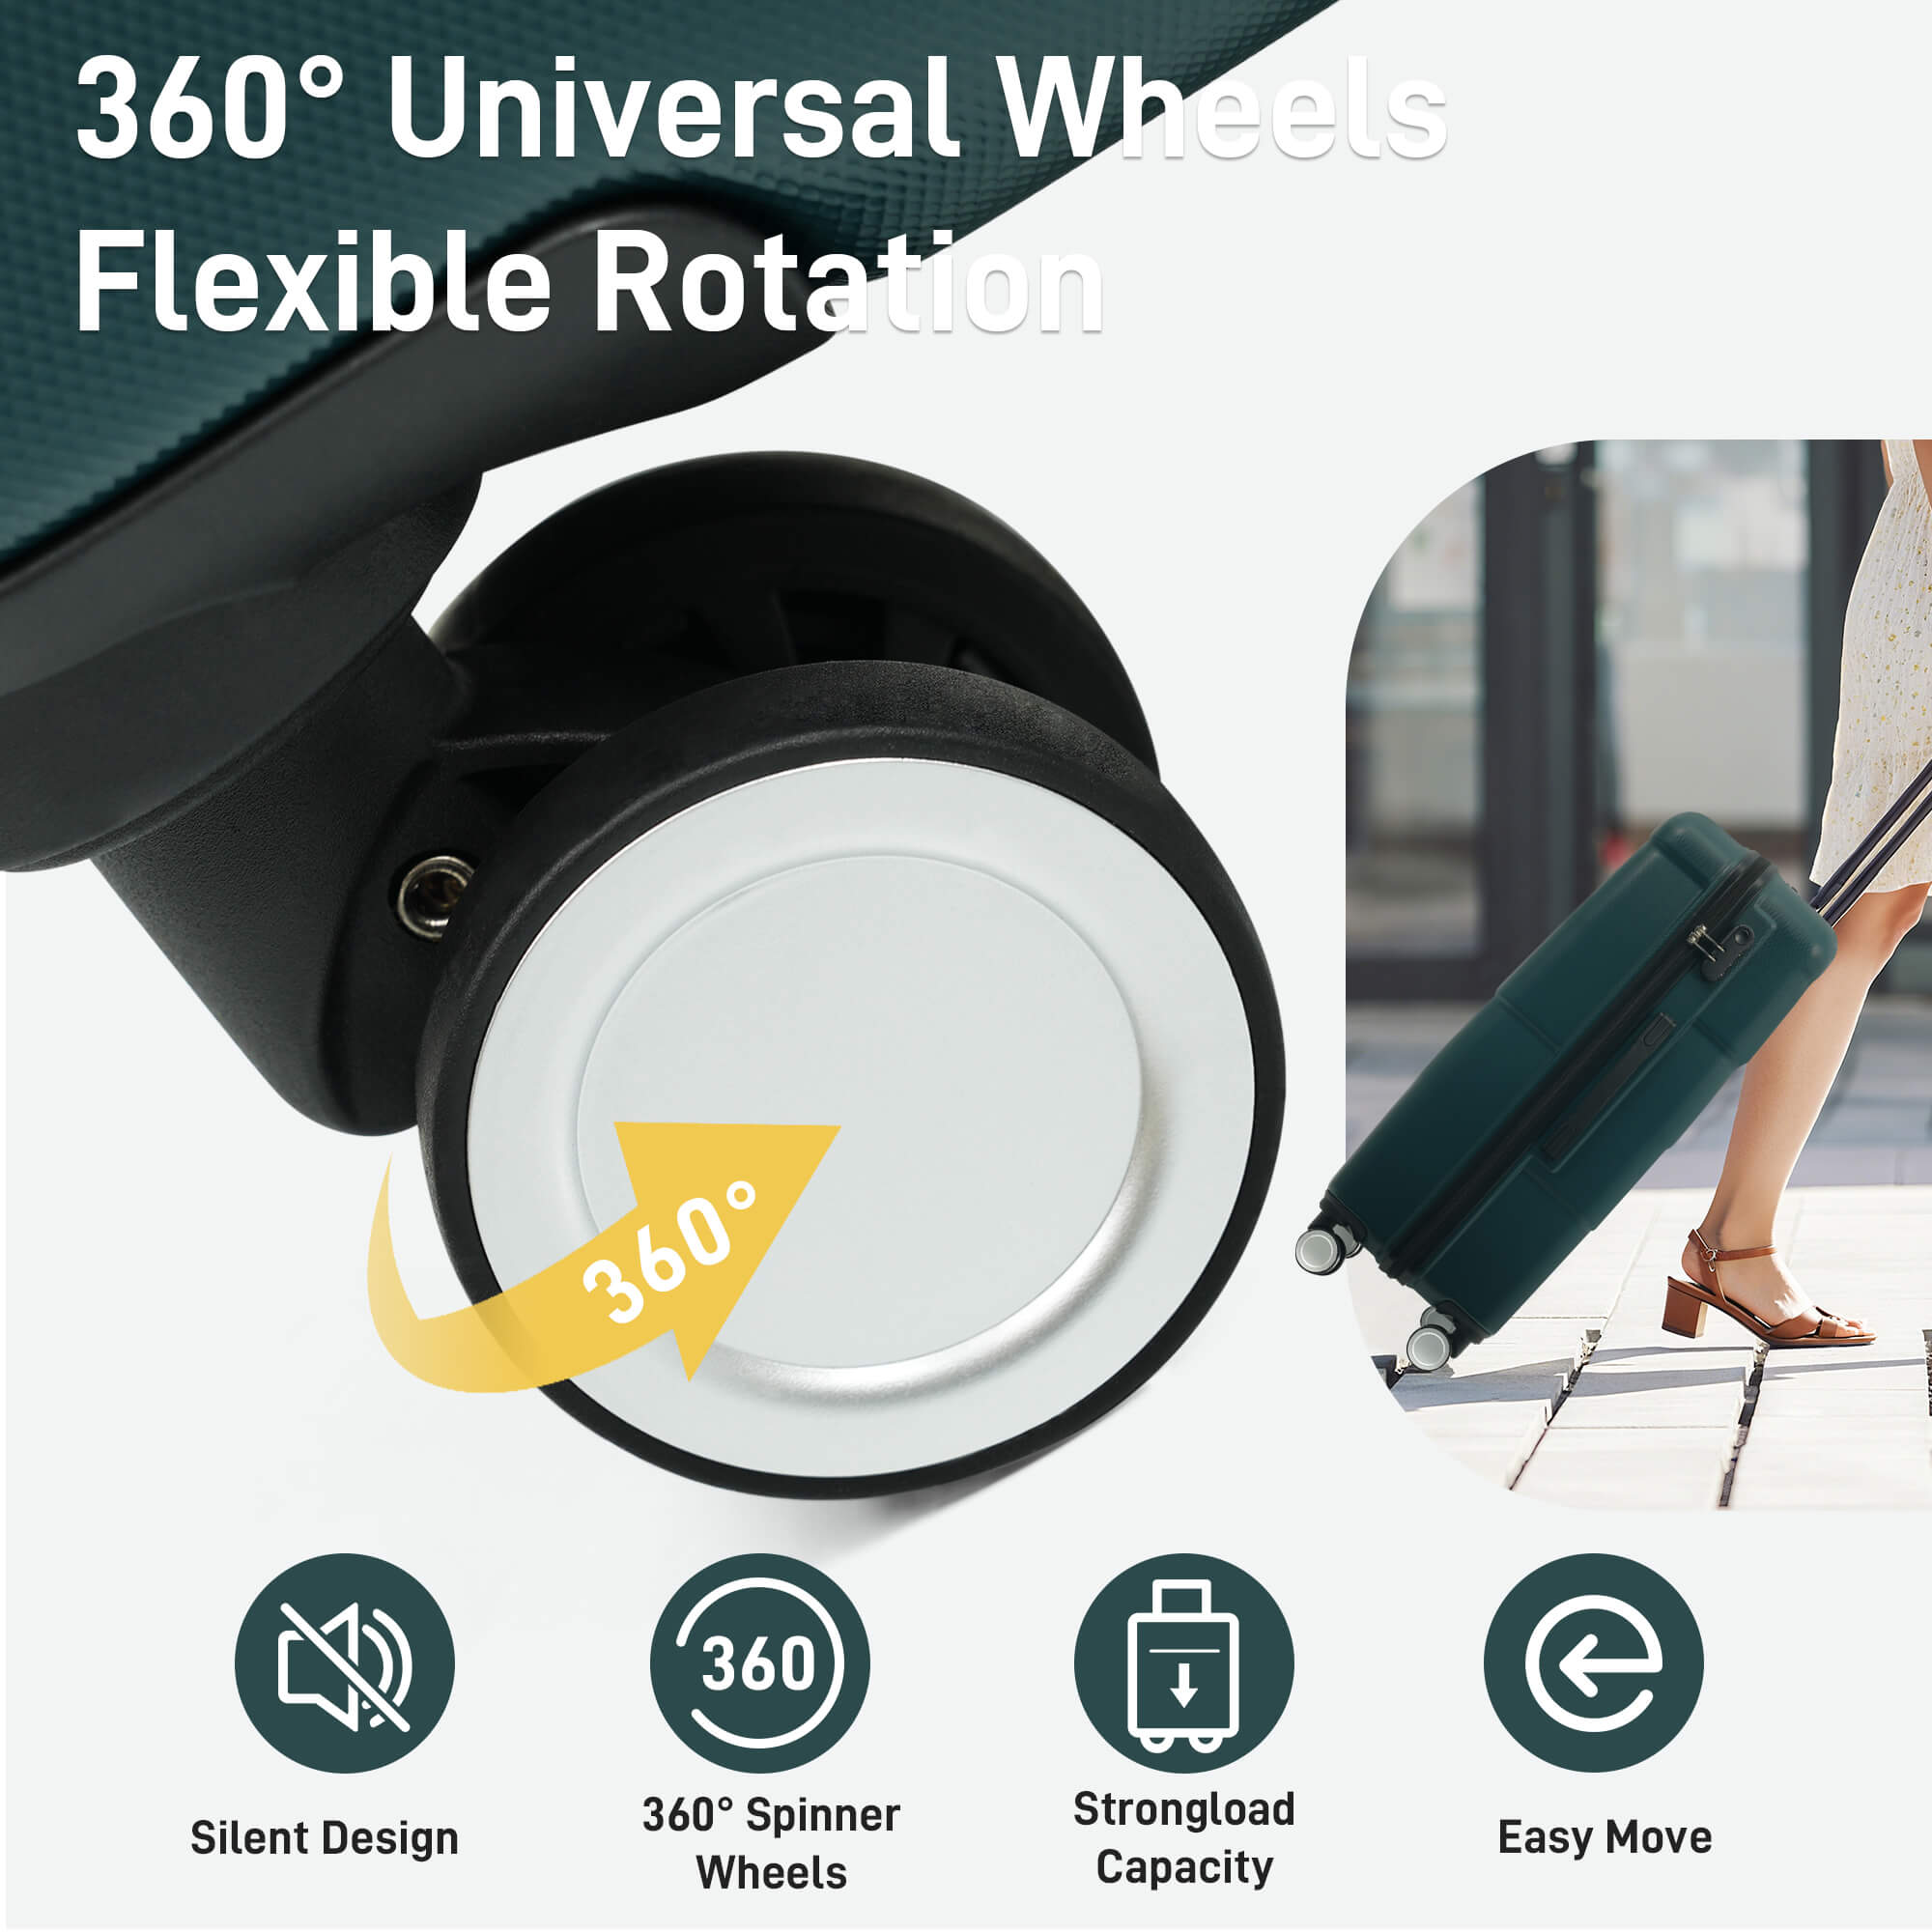 360° Universal Wheels
Flexible Rotation
360°
360
Silent Design
360° Spinner
Wheels
Strongload
Capacity
Easy Move